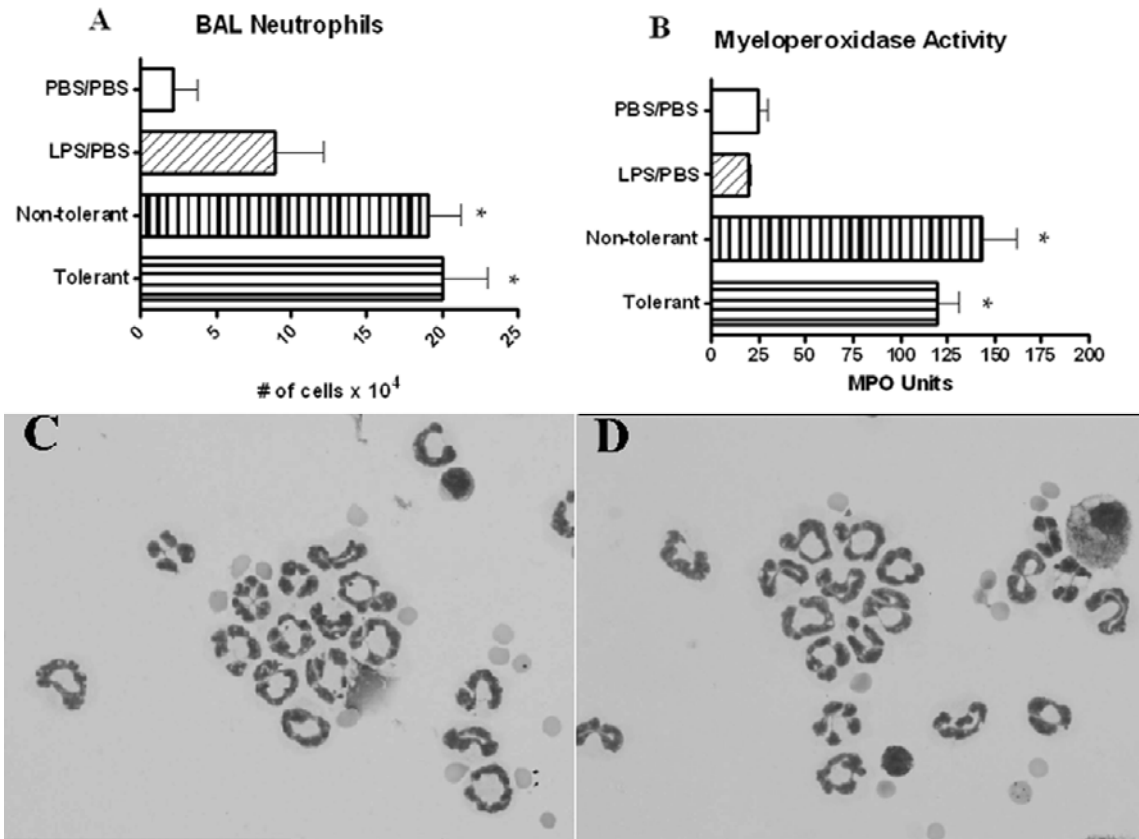 A
BAL Neutrophils
PBS/PBS
LPS/PBS
Non-tolerant
*
Tolerant
*
0 5 10 15 20 25
# of cells x 10^4
B
Myeloperoxidase Activity
PBS/PBS
LPS/PBS
Non-tolerant
*
Tolerant
*
0 25 50 75 100 125 150 175 200
MPO Units
C
D